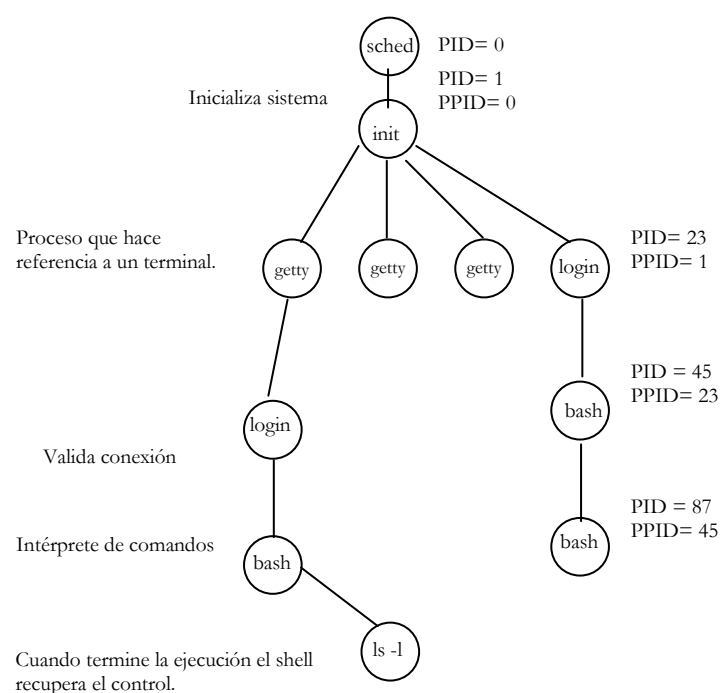 sched
PID= 0
PID= 1
PPID= 0
Inicializa sistema
init
Proceso que hace
referencia a un terminal.
getty
getty
getty
login
PID= 23
PPID= 1
PID = 45
PPID= 23
bash
login
Valida conexión
PID = 87
PPID= 45
bash
Intérprete de comandos
bash
ls -l
Cuando termine la ejecución el shell
recupera el control.